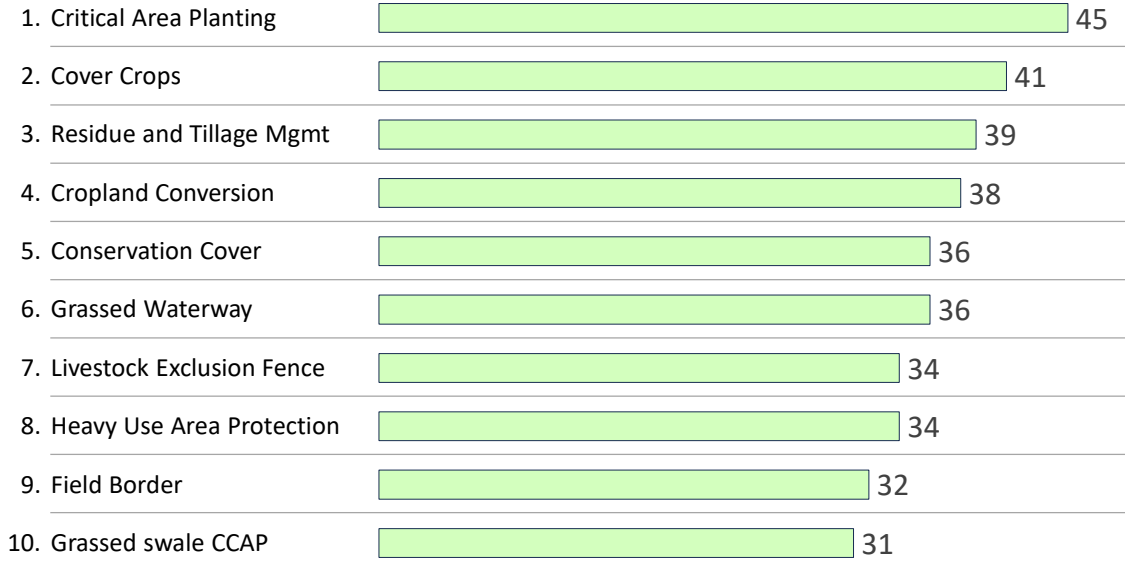 1. Critical Area Planting 45
2. Cover Crops 41
3. Residue and Tillage Mgmt 39
4. Cropland Conversion 38
5. Conservation Cover 36
6. Grassed Waterway 36
7. Livestock Exclusion Fence 34
8. Heavy Use Area Protection 34
9. Field Border 32
10. Grassed swale CCAP 31